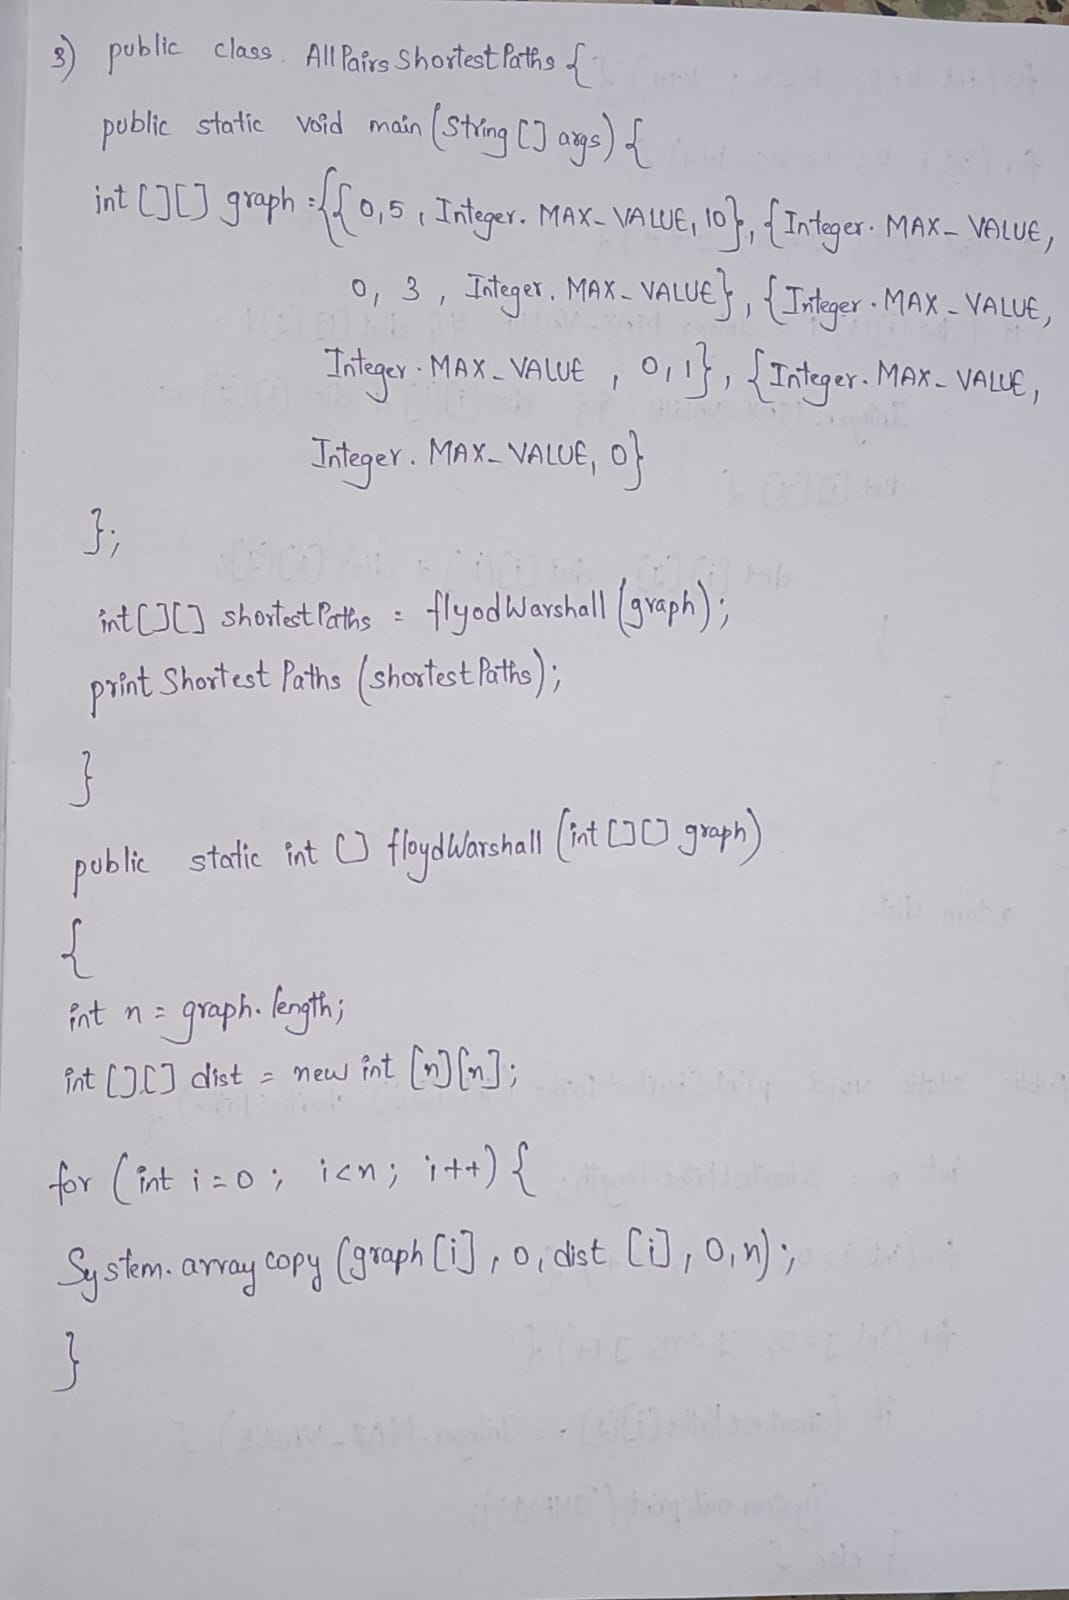 3) public class. AllPairs ShortestPaths {
public static void main (String [] args) {
int [][] graph = {{0,5, Integer. MAX_VALUE, 10}, {Integer. MAX_VALUE,
0, 3, Integer. MAX_VALUE}, {Integer. MAX_VALUE,
Integer. MAX_VALUE, 0,1}, {Integer. MAX_VALUE,
Integer. MAX_VALUE, 0}
};
int [][] shortestPaths = flyodWarshall (graph);
print Shortest Paths (shortestPaths);
}
public static int [] floydWarshall (int [][] graph)
{
int n = graph. length;
int [].[] dist = new int [n][n];
for (int i=0; i<n; i++) {
System. array copy (graph [i], 0, dist [i], 0,n);
}